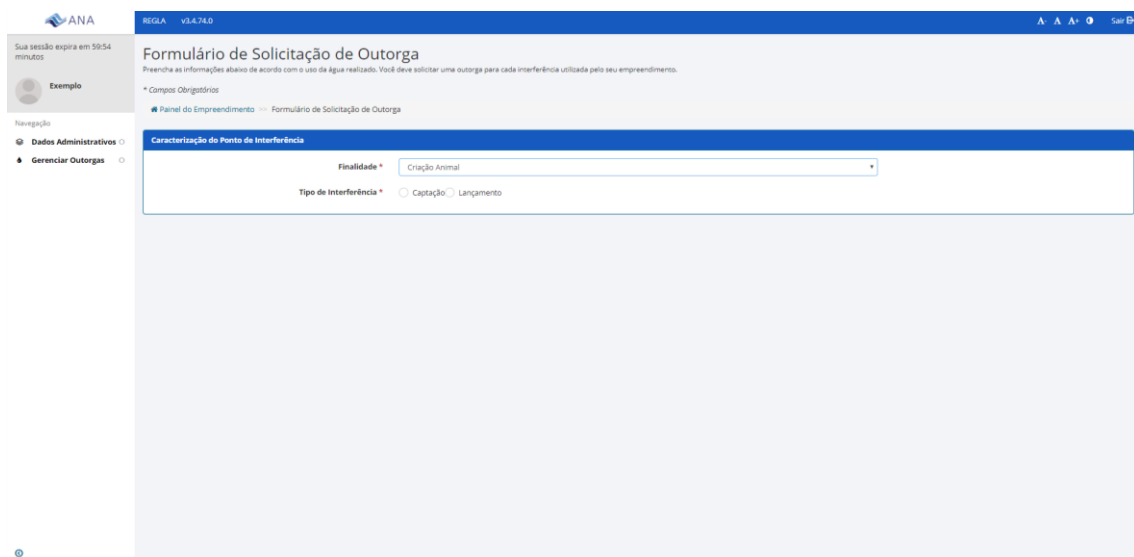 ANA
REGLA v3.4.74.0
A- A A+ Sair
Sua sessão expira em 59:54
minutos
Exemplo
Navegação
Dados Administrativos
Gerenciar Outorgas
Formulário de Solicitação de Outorga
Preencha as informações abaixo de acordo com o uso da água realizado. Você deve solicitar uma outorga para cada interferência utilizada pelo seu empreendimento.
* Campos Obrigatórios
Painel do Empreendimento >> Formulário de Solicitação de Outorga
Caracterização do Ponto de Interferência
Finalidade * Criação Animal
Tipo de Interferência * Captação Lançamento